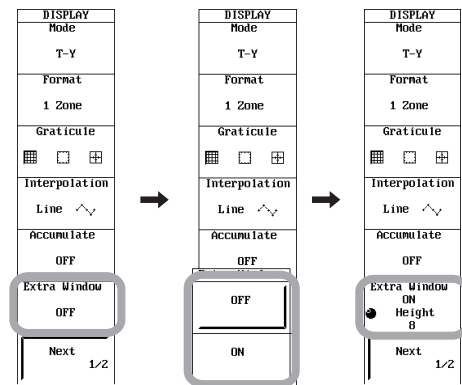 DISPLAY
Mode
T-Y
Format
1 Zone
Graticule
Interpolation
Line
Accumulate
OFF
Extra Window
OFF
Next
1/2
DISPLAY
Mode
T-Y
Format
1 Zone
Graticule
Interpolation
Line
Accumulate
OFF
OFF
ON
DISPLAY
Mode
T-Y
Format
1 Zone
Graticule
Interpolation
Line
Accumulate
OFF
Extra Window
ON
Height
8
Next
1/2